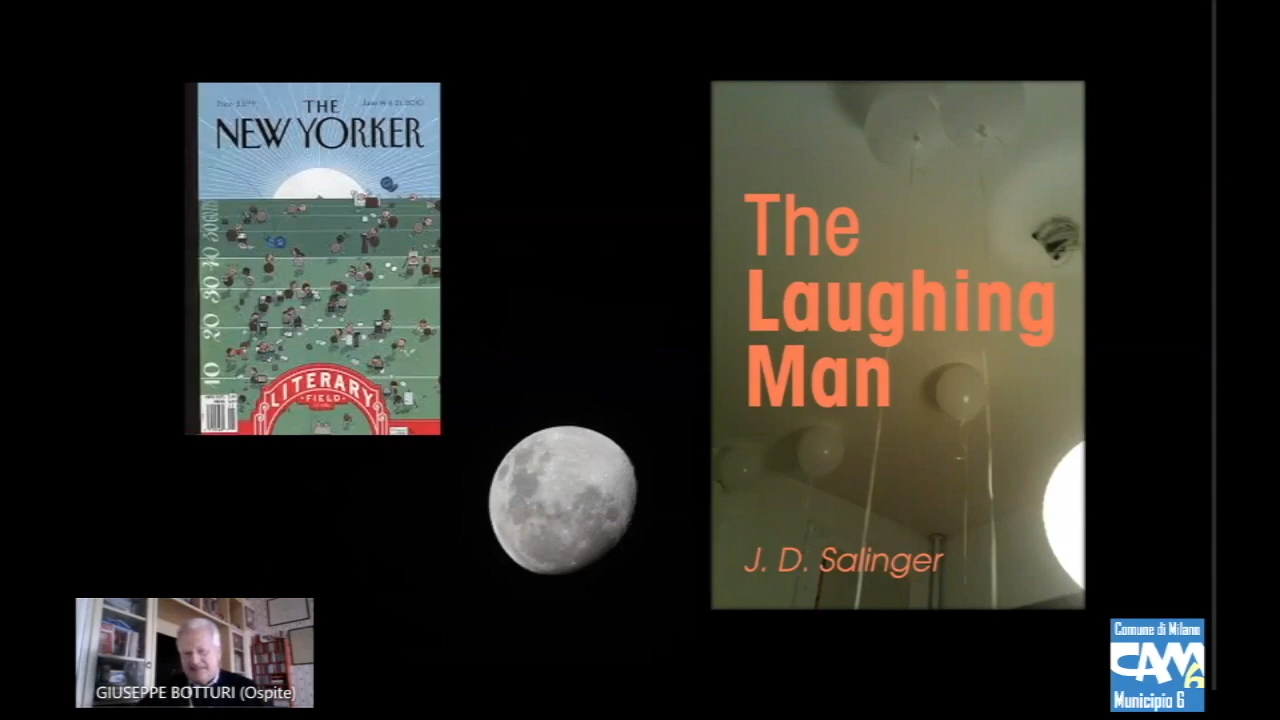 THE
NEW YORKER
50
40
30
20
10
LITERARY
FIELD
The
Laughing
Man
J. D. Salinger
GIUSEPPE BOTTURI (Ospite)
Comune di Milano
CAM
6
Municipio 6